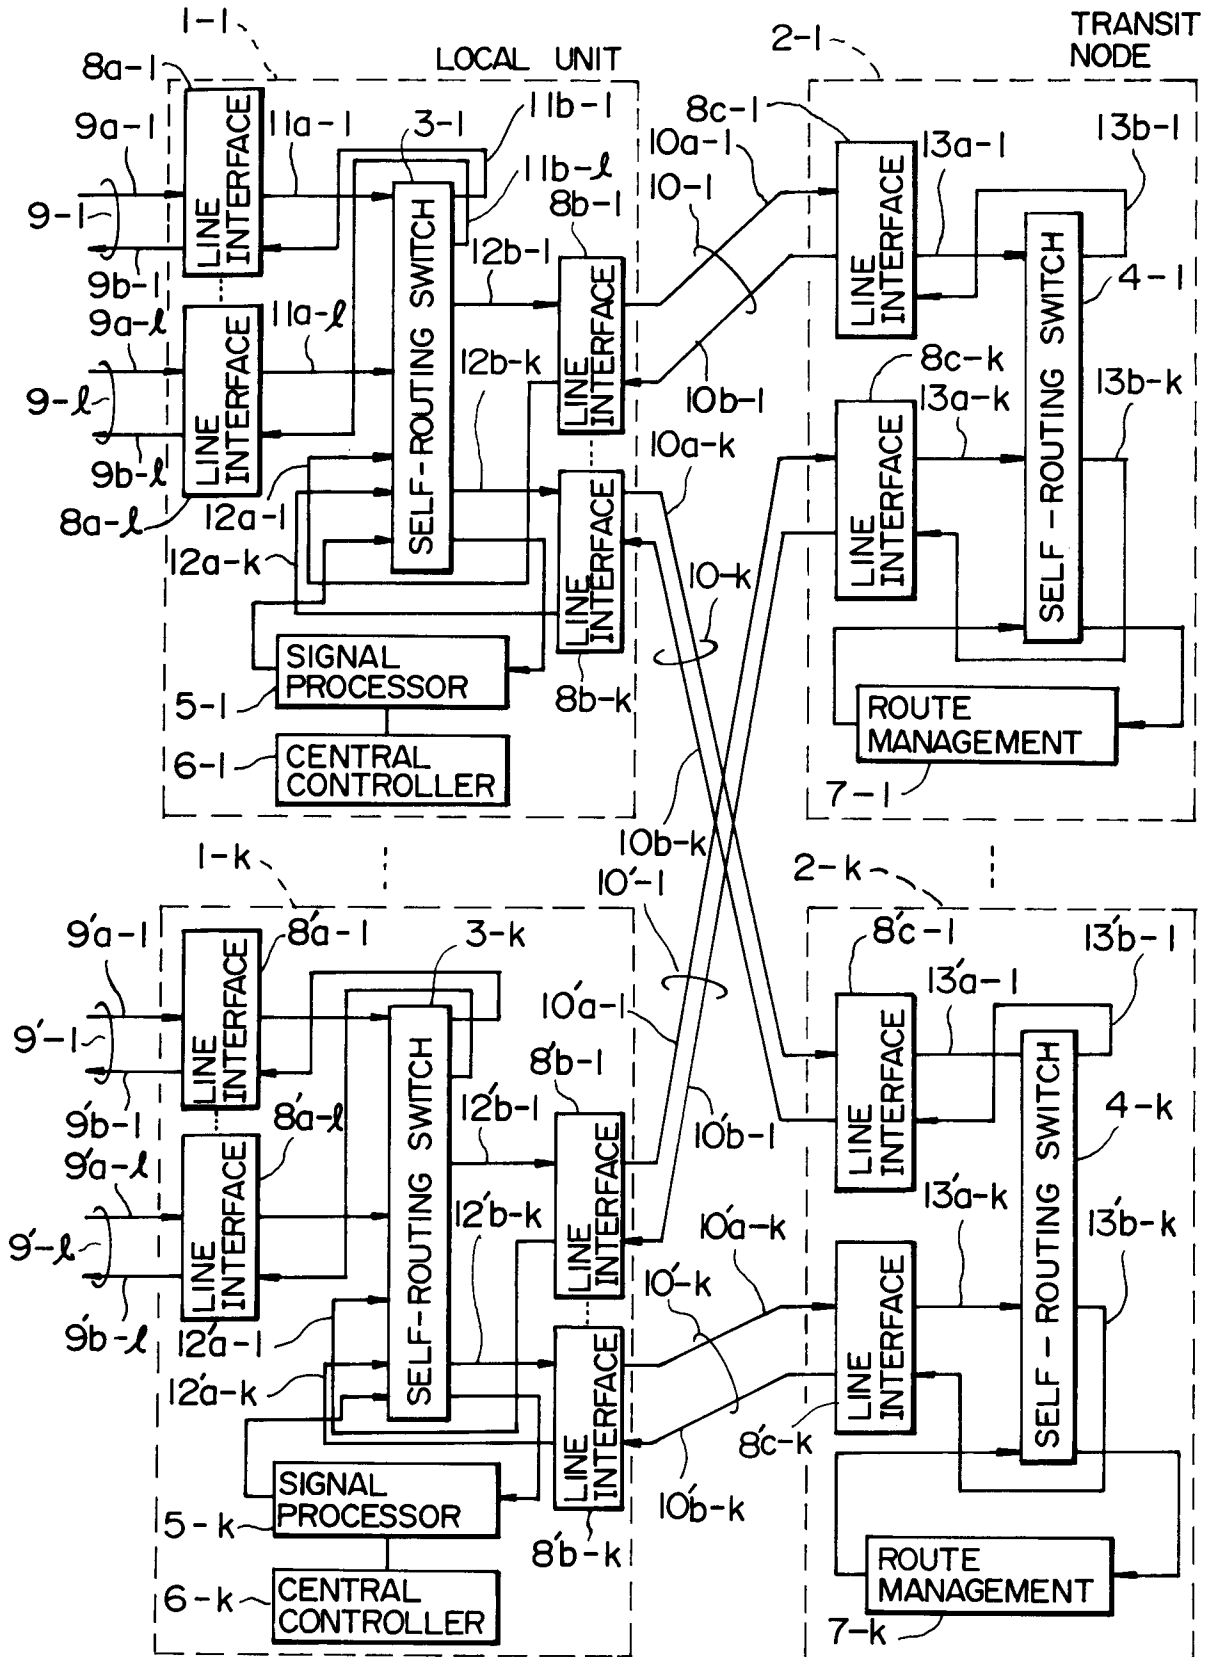 1-1
LOCAL UNIT
2-1
TRANSIT
NODE
8a-1
9a-1
11a-1
3-1
11b-1
11b-ℓ
8b-1
10a-1
10-1
8c-1
13a-1
13b-1
LINE
INTERFACE
9-1
9b-1
12b-1
LINE
INTERFACE
4-1
9a-ℓ
11a-ℓ
SELF-ROUTING SWITCH
LINE
INTERFACE
SELF-ROUTING SWITCH
LINE
INTERFACE
9-ℓ
12b-k
10b-1
8c-k
13a-k
13b-k
9b-ℓ
10a-k
8a-ℓ
12a-1
LINE
INTERFACE
LINE
INTERFACE
12a-k
10-k
SIGNAL
PROCESSOR
5-1
8b-k
ROUTE
MANAGEMENT
6-1
CENTRAL
CONTROLLER
7-1
10b-k
1-k
10'-1
2-k
9'a-1
8'a-1
3-k
8'c-1
13'b-1
LINE
INTERFACE
10'a-1
13'a-1
9'-1
8'b-1
LINE
INTERFACE
9'b-1
8'a-ℓ
12'b-1
10'b-1
4-k
9'a-ℓ
SELF-ROUTING SWITCH
LINE
INTERFACE
SELF-ROUTING SWITCH
LINE
INTERFACE
12'b-k
10'a-k
13'a-k
13'b-k
9'-ℓ
10'-k
9'b-ℓ
12'a-1
LINE
INTERFACE
LINE
INTERFACE
12'a-k
8'c-k
10'b-k
SIGNAL
PROCESSOR
5-k
8'b-k
ROUTE
MANAGEMENT
6-k
CENTRAL
CONTROLLER
7-k